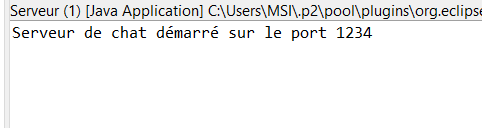 Serveur (1) [Java Application] C:\Users\MSI\.p2\pool\plugins\org.eclipse
Serveur de chat démarré sur le port 1234